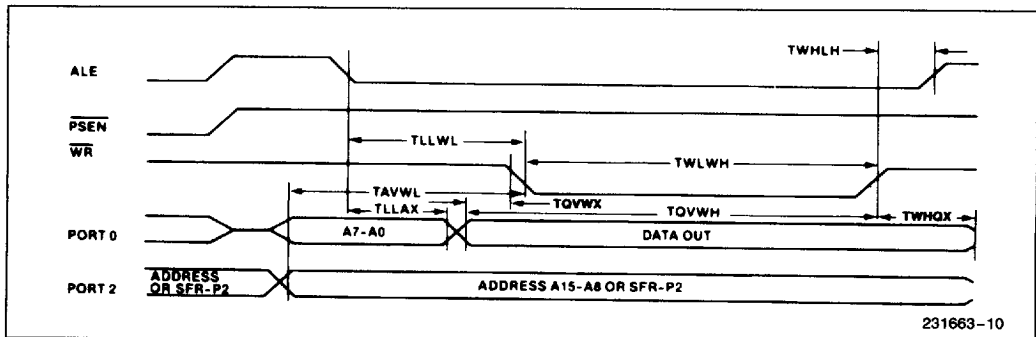 TWHLH
ALE
PSEN
TLLWL
WR
TWLWH
TAVWL
TQVWX
TLLAX
TQVWH
TWHQX
PORT 0
A7-A0
DATA OUT
ADDRESS
OR SFR-P2
PORT 2
ADDRESS A15-A8 OR SFR-P2
231663-10